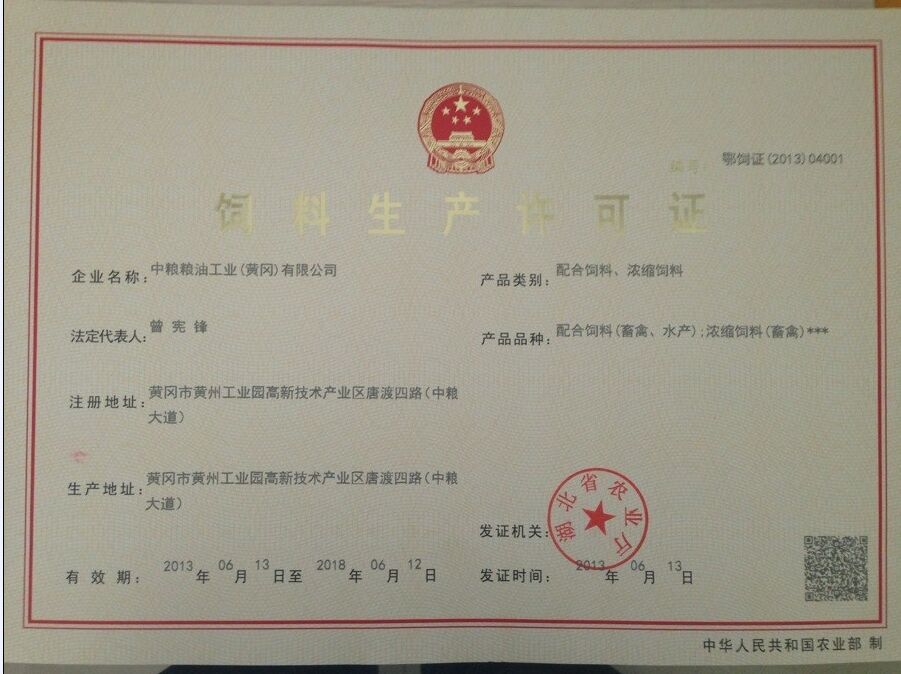 编号：鄂饲证(2013)04001
饲料生产许可证
企业名称：中粮粮油工业(黄冈)有限公司
产品类别：配合饲料、浓缩饲料
法定代表人：曾宪锋
产品品种：配合饲料(畜禽、水产);浓缩饲料(畜禽)***
注册地址：黄冈市黄州工业园高新技术产业区唐渡四路(中粮
大道)
生产地址：黄冈市黄州工业园高新技术产业区唐渡四路(中粮
大道)
发证机关：
湖北省农业厅
有效期：2013年06月13日至2018年06月12日
发证时间：2013年06月13日
中华人民共和国农业部 制